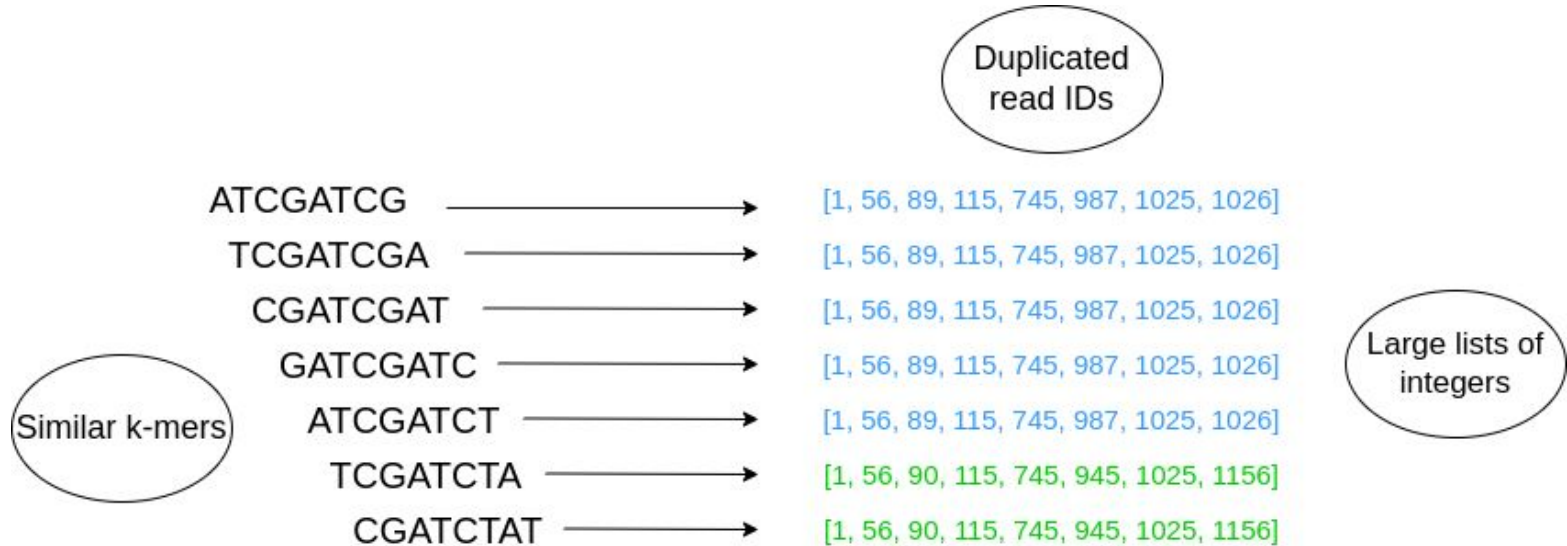 Duplicated
read IDs
ATCGATCG [1, 56, 89, 115, 745, 987, 1025, 1026]
TCGATCGA [1, 56, 89, 115, 745, 987, 1025, 1026]
CGATCGAT [1, 56, 89, 115, 745, 987, 1025, 1026]
GATCGATC [1, 56, 89, 115, 745, 987, 1025, 1026]
Large lists of
integers
ATCGATCT [1, 56, 89, 115, 745, 987, 1025, 1026]
Similar k-mers
TCGATCTA [1, 56, 90, 115, 745, 945, 1025, 1156]
CGATCTAT [1, 56, 90, 115, 745, 945, 1025, 1156]